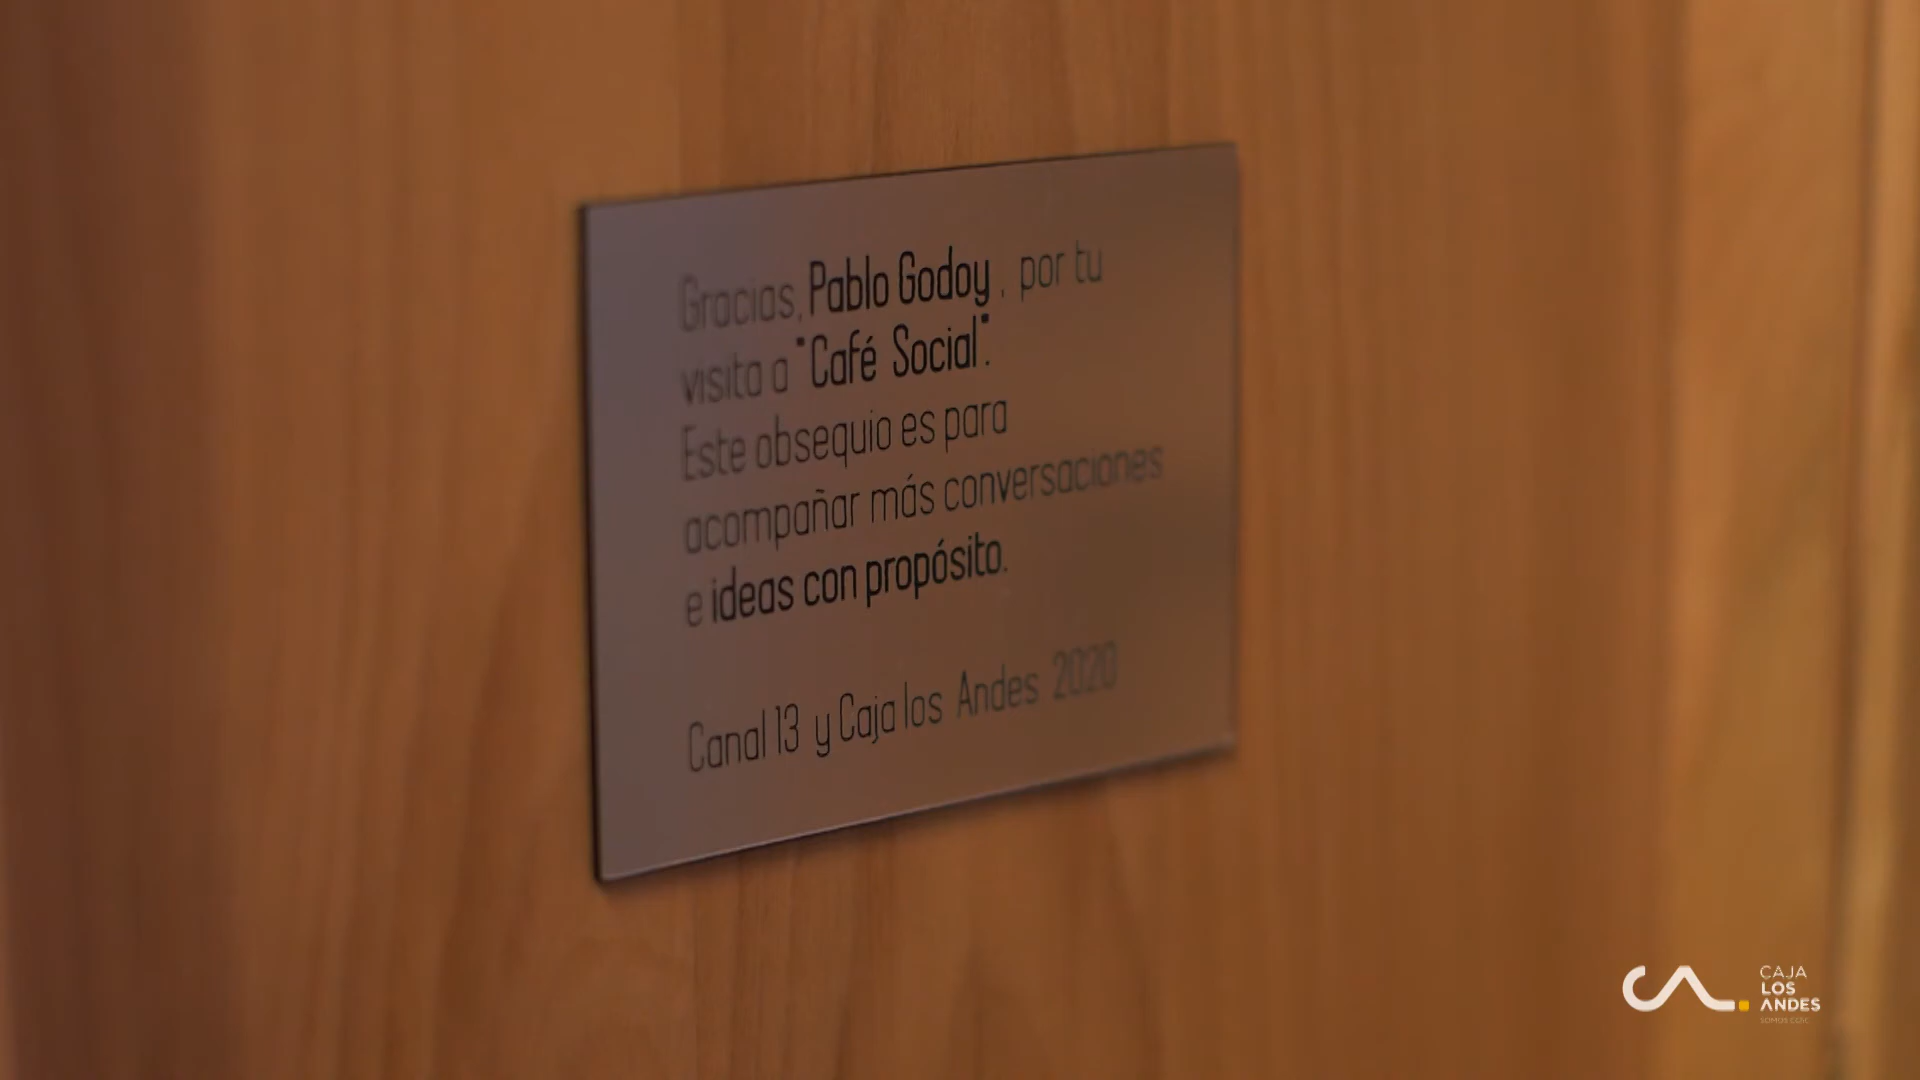 Gracias, Pablo Godoy , por tu
visita a "Café Social".
Este obsequio es para
acompañar más conversaciones
e ideas con propósito.
Canal 13 y Caja los Andes 2020
CAJA
LOS
ANDES